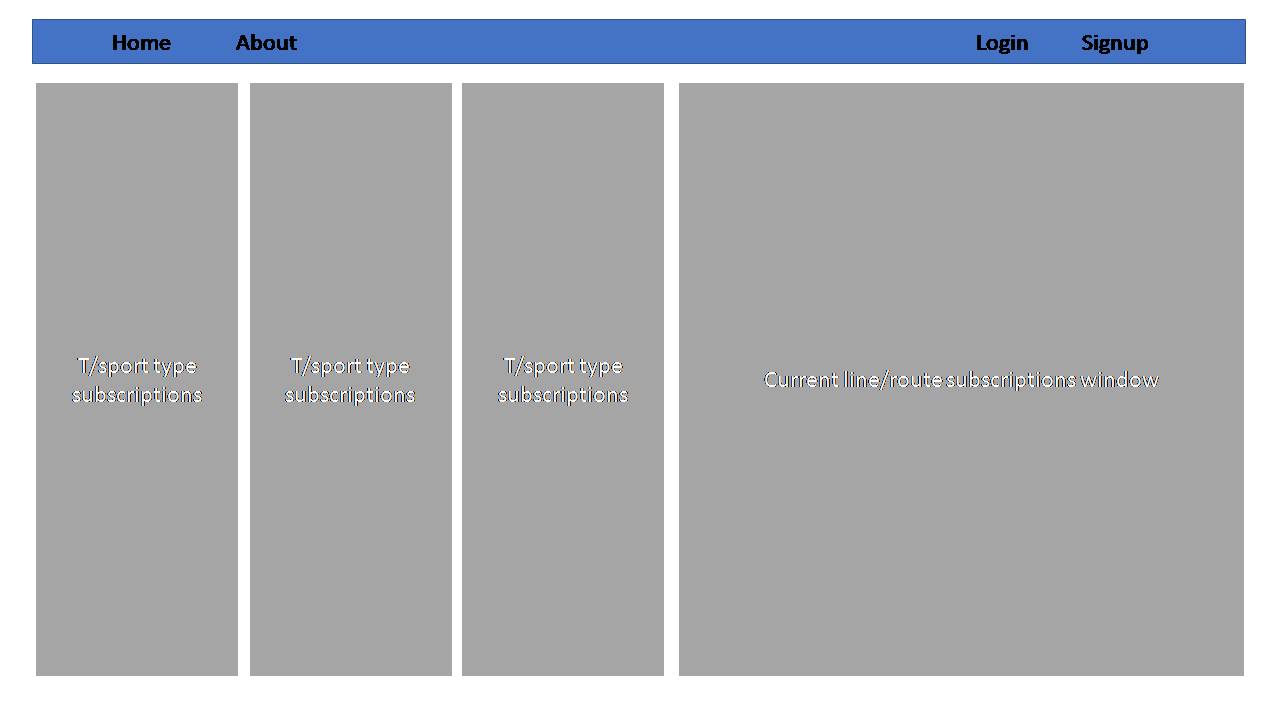 Home About Login Signup
T/sport type
subscriptions
T/sport type
subscriptions
T/sport type
subscriptions
Current line/route subscriptions window